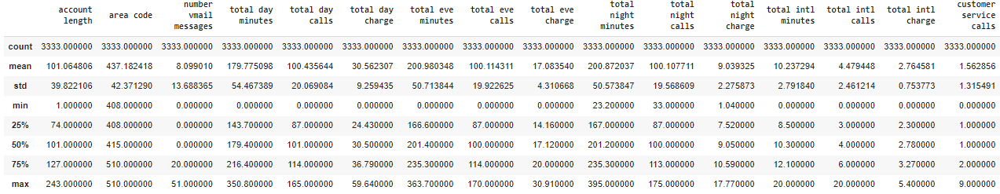 account length area code number vmail messages total day minutes total day calls total day charge total eve minutes total eve calls total eve charge total night minutes total night calls total night charge total intl minutes total intl calls total intl charge customer service calls
count 3333.000000 3333.000000 3333.000000 3333.000000 3333.000000 3333.000000 3333.000000 3333.000000 3333.000000 3333.000000 3333.000000 3333.000000 3333.000000 3333.000000 3333.000000 3333.000000
mean 101.064806 437.182418 8.099010 179.775098 100.435644 30.562307 200.980348 100.114311 17.083540 200.872037 100.107711 9.039325 10.237294 4.479448 2.764581 1.562856
std 39.822106 42.371290 13.688365 54.467389 20.069084 9.259435 50.713844 19.922625 4.310668 50.573847 19.568609 2.275873 2.791840 2.461214 0.753773 1.315491
min 1.000000 408.000000 0.000000 0.000000 0.000000 0.000000 0.000000 0.000000 0.000000 23.200000 33.000000 1.040000 0.000000 0.000000 0.000000 0.000000
25% 74.000000 408.000000 0.000000 143.700000 87.000000 24.430000 166.600000 87.000000 14.160000 167.000000 87.000000 7.520000 8.500000 3.000000 2.300000 1.000000
50% 101.000000 415.000000 0.000000 179.400000 101.000000 30.500000 201.400000 100.000000 17.120000 201.200000 100.000000 9.050000 10.300000 4.000000 2.780000 1.000000
75% 127.000000 510.000000 20.000000 216.400000 114.000000 36.790000 235.300000 114.000000 20.000000 235.300000 113.000000 10.590000 12.100000 6.000000 3.270000 2.000000
max 243.000000 510.000000 51.000000 350.800000 165.000000 59.640000 363.700000 170.000000 30.910000 395.000000 175.000000 17.770000 20.000000 20.000000 5.400000 9.000000